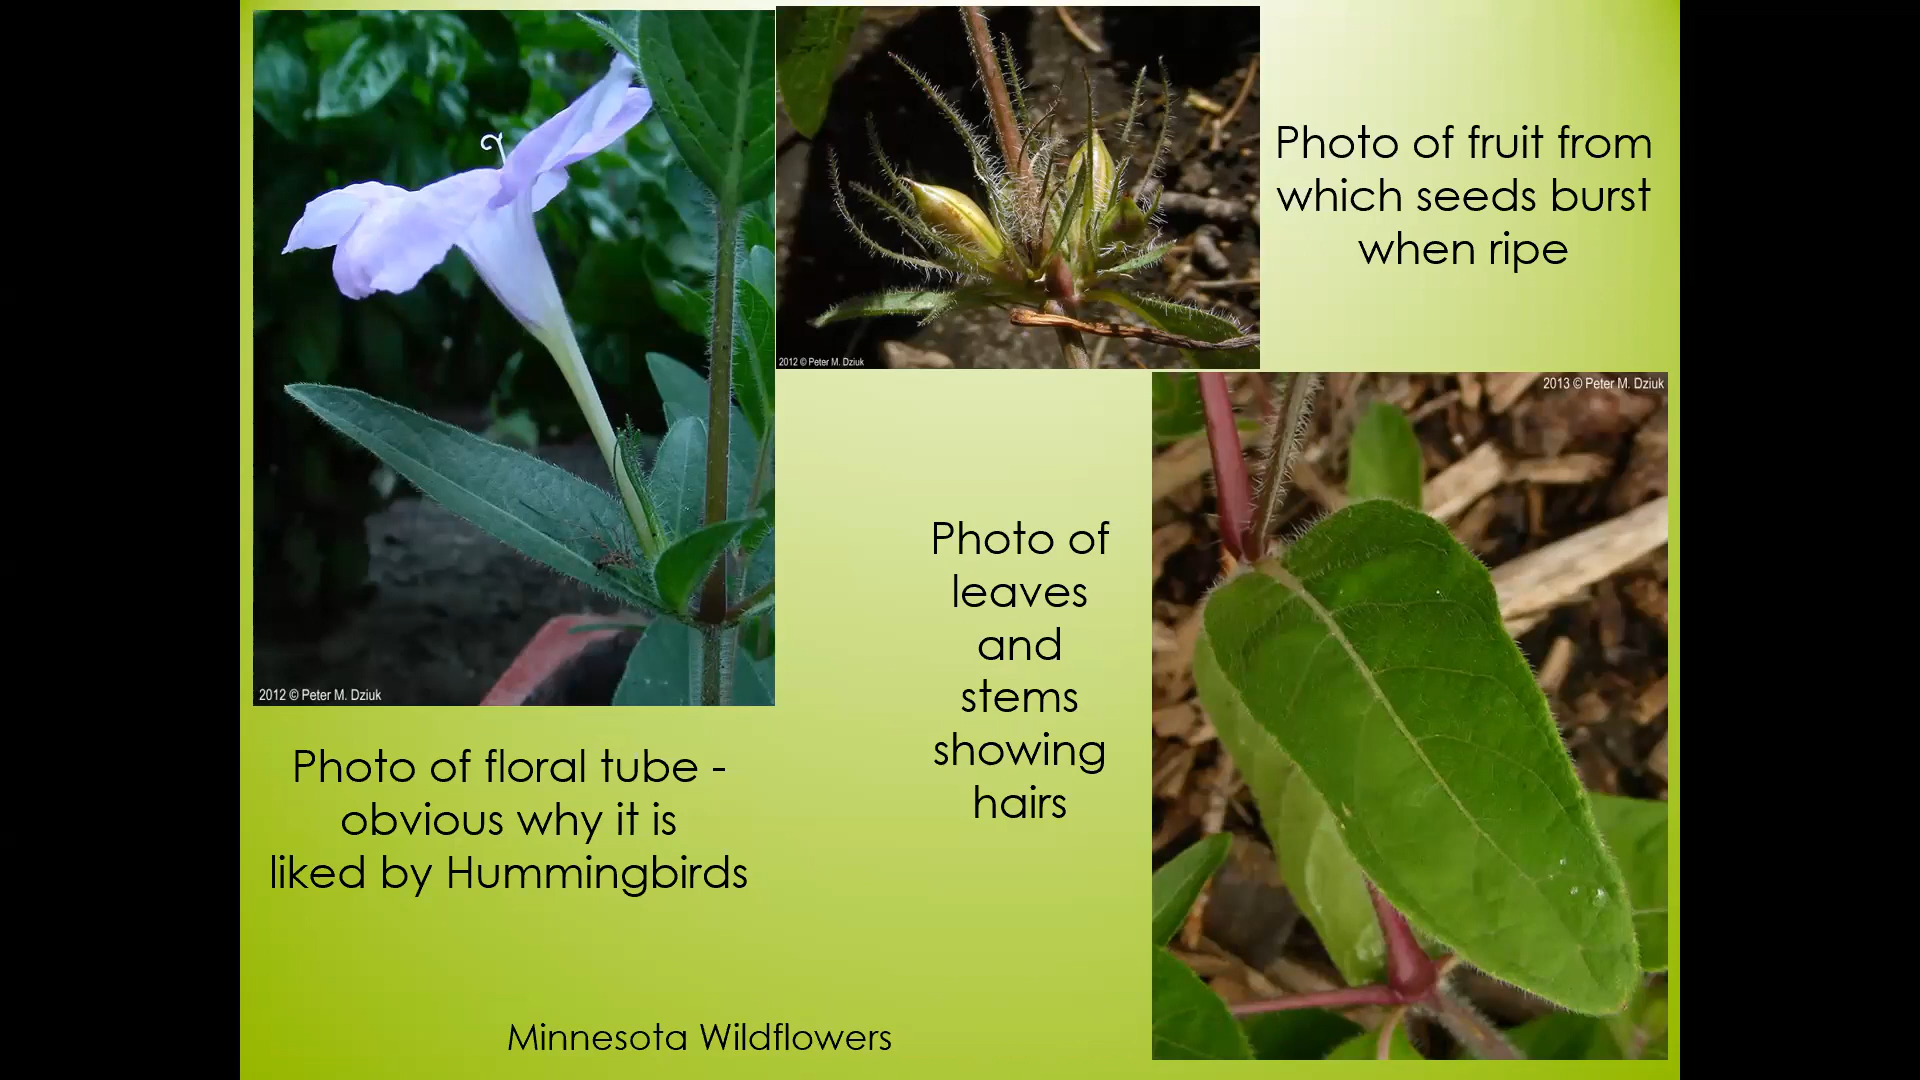 2012 © Peter M. Dziuk
Photo of floral tube -
obvious why it is
liked by Hummingbirds
2012 © Peter M. Dziuk
Photo of fruit from
which seeds burst
when ripe
Photo of
leaves
and
stems
showing
hairs
2013 © Peter M. Dziuk
Minnesota Wildflowers